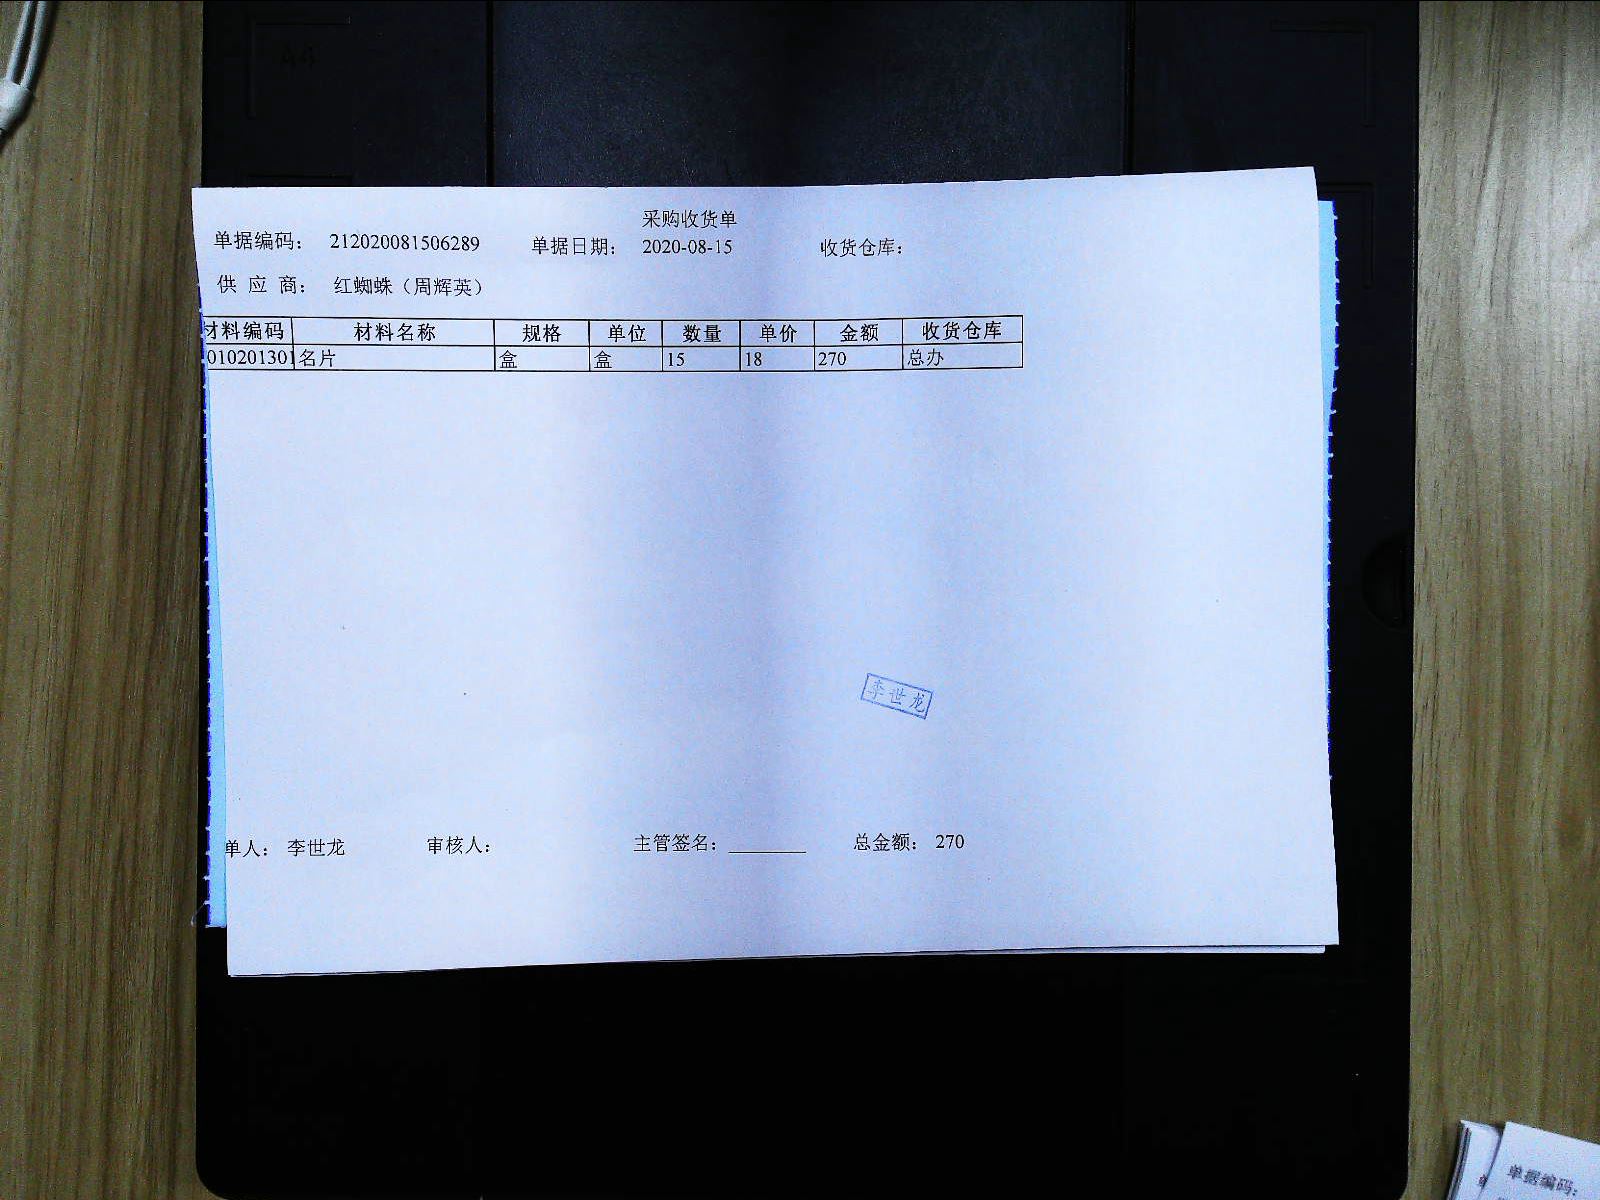 采购收货单
单据编码： 212020081506289 单据日期： 2020-08-15 收货仓库：
供 应 商： 红蜘蛛（周辉英）
材料编码 材料名称 规格 单位 数量 单价 金额 收货仓库
010201301 名片 盒 盒 15 18 270 总办
李世龙
单人： 李世龙 审核人： 主管签名： 总金额： 270
单据编码：